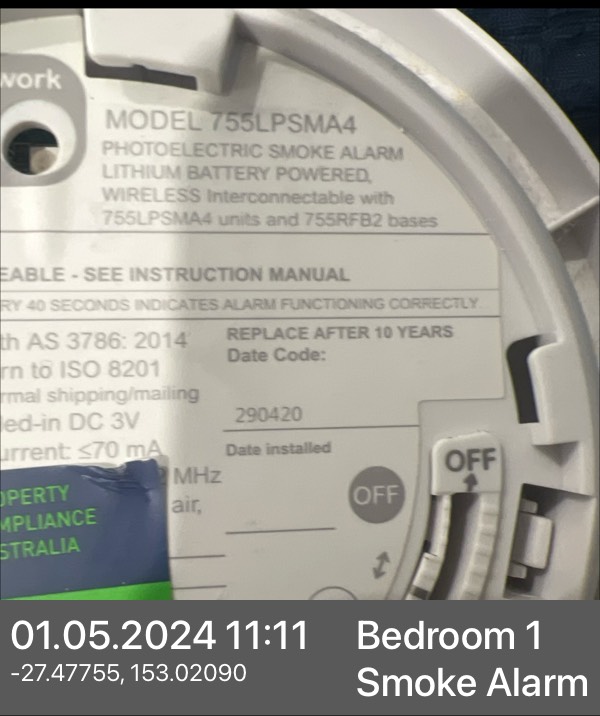 work
MODEL 755LPSMA4
PHOTOELECTRIC SMOKE ALARM
LITHIUM BATTERY POWERED,
WIRELESS Interconnectable with
755LPSMA4 units and 755RFB2 bases
EABLE - SEE INSTRUCTION MANUAL
RY 40 SECONDS INDICATES ALARM FUNCTIONING CORRECTLY.
th AS 3786: 2014
rn to ISO 8201
rmal shipping/mailing
led-in DC 3V
urrent: ≤70 mA
REPLACE AFTER 10 YEARS
Date Code:
290420
Date installed
MHz
air,
OFF
OFF
OPERTY
MPLIANCE
STRALIA
01.05.2024 11:11
-27.47755, 153.02090
Bedroom 1
Smoke Alarm